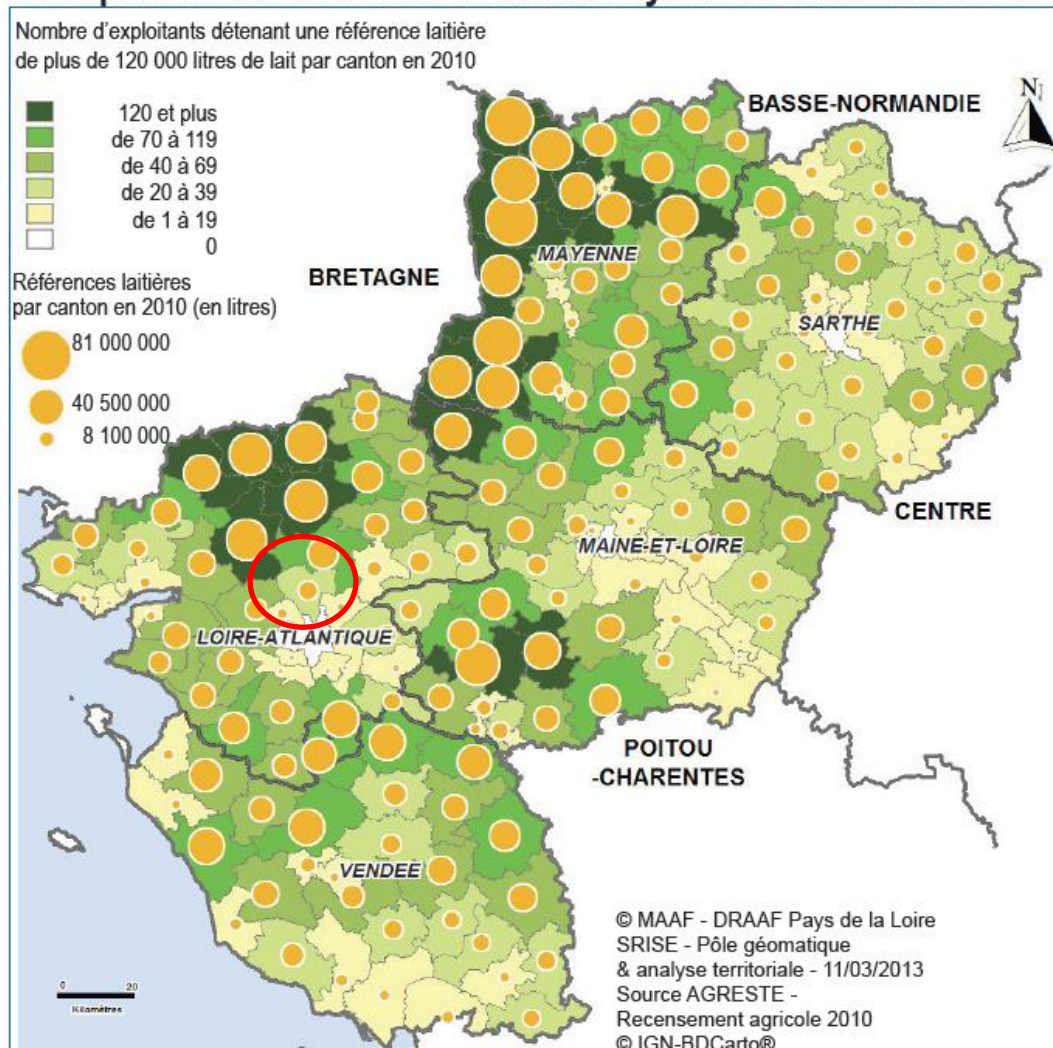 Nombre d'exploitants détenant une référence laitière
de plus de 120 000 litres de lait par canton en 2010
120 et plus
de 70 à 119
de 40 à 69
de 20 à 39
de 1 à 19
0
Références laitières
par canton en 2010 (en litres)
81 000 000
40 500 000
8 100 000
BASSE-NORMANDIE
N
BRETAGNE
MAYENNE
SARTHE
CENTRE
MAINE-ET-LOIRE
LOIRE-ATLANTIQUE
POITOU
-CHARENTES
VENDEE
0 20
Kilomètres
© MAAF - DRAAF Pays de la Loire
SRISE - Pôle géomatique
& analyse territoriale - 11/03/2013
Source AGRESTE -
Recensement agricole 2010
© IGN-BDCarto®